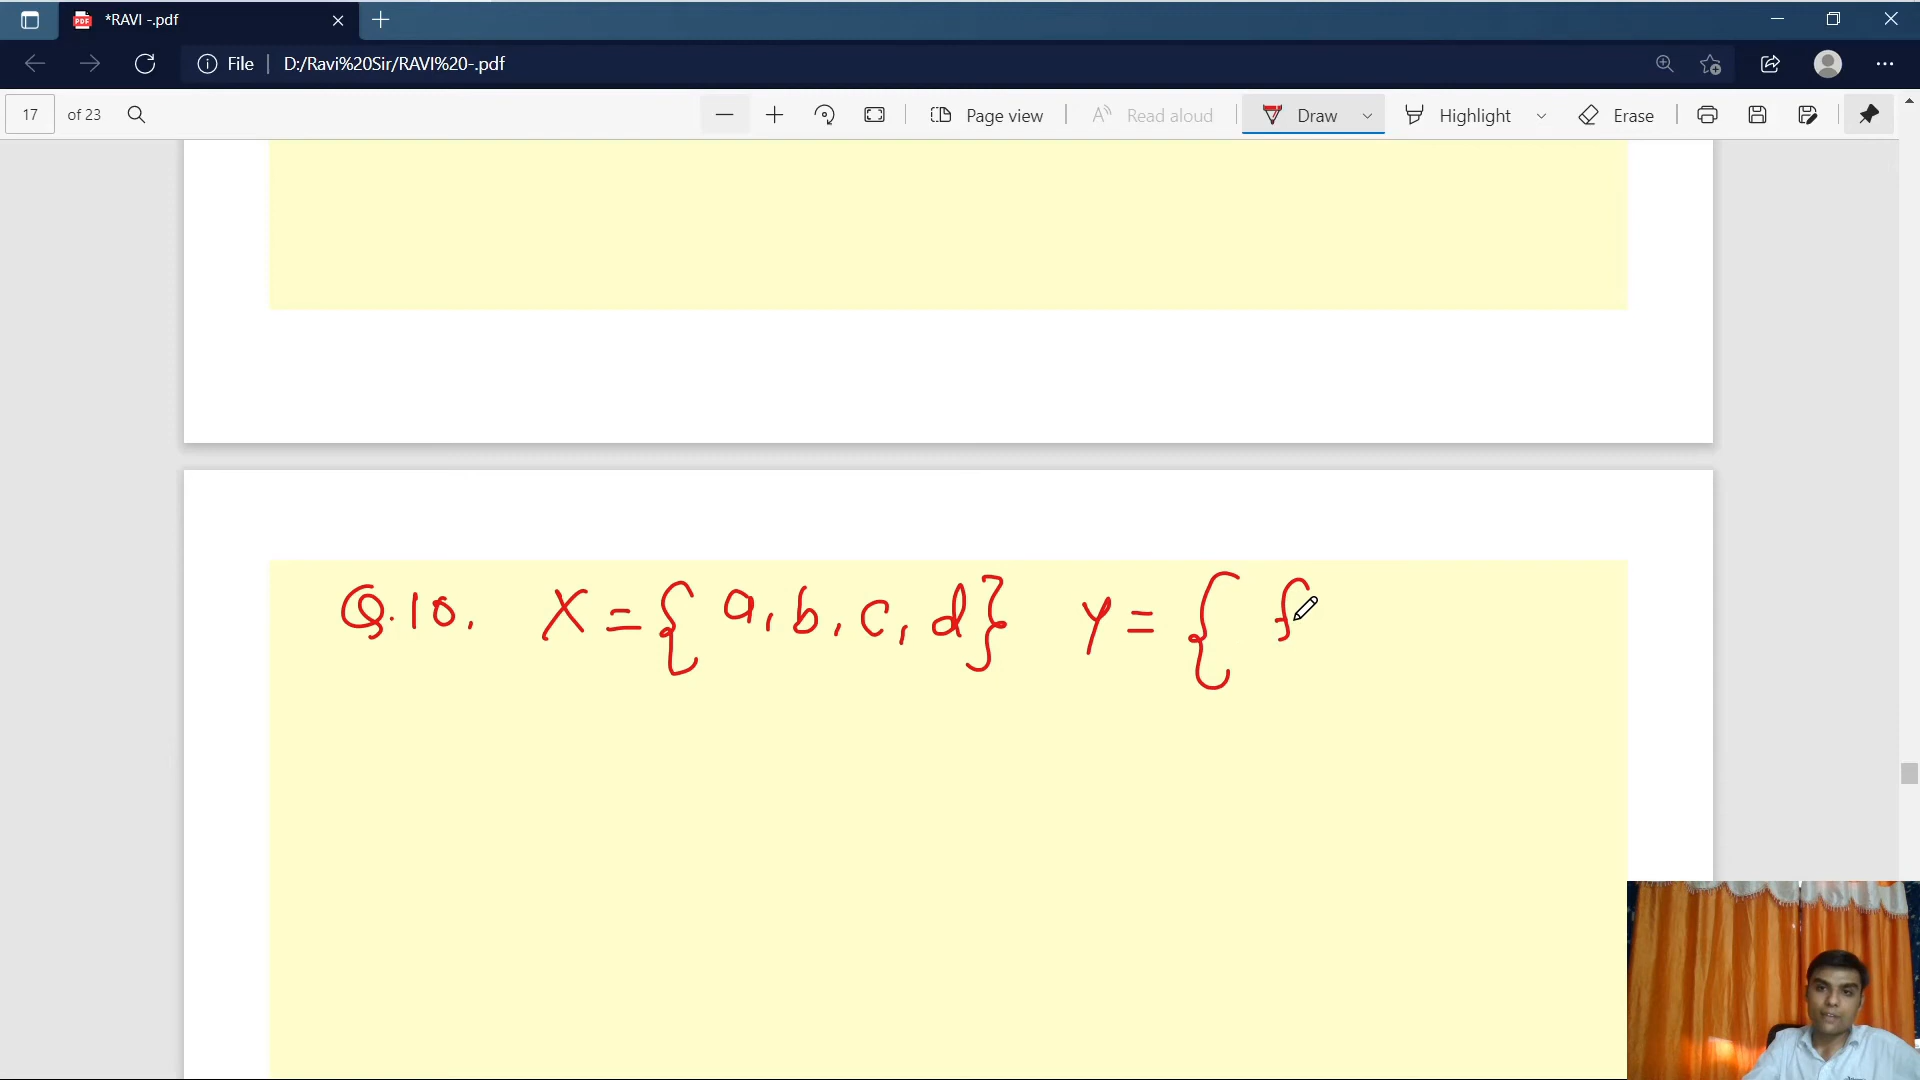 *RAVI -.pdf
File D:/Ravi%20Sir/RAVI%20-.pdf
17 of 23 Page view Read aloud Draw Highlight Erase
Q.10. X = { a, b, c, d } Y = { f